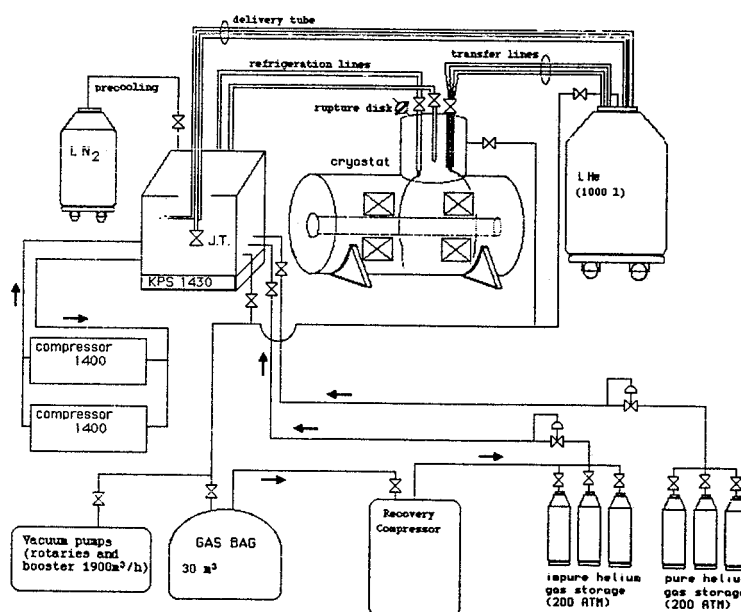 delivery tube
transfer lines
refrigeration lines
precooling
rupture disk
L N2
cryostat
L He
(1000 l)
J.T.
KPS 1430
compressor
1400
compressor
1400
Recovery
Compressor
Vacuum pumps
(rotaries and
booster 1900m³/h)
GAS BAG
30 m³
impure helium
gas storage
(200 ATM)
pure helium
gas storage
(200 ATM)